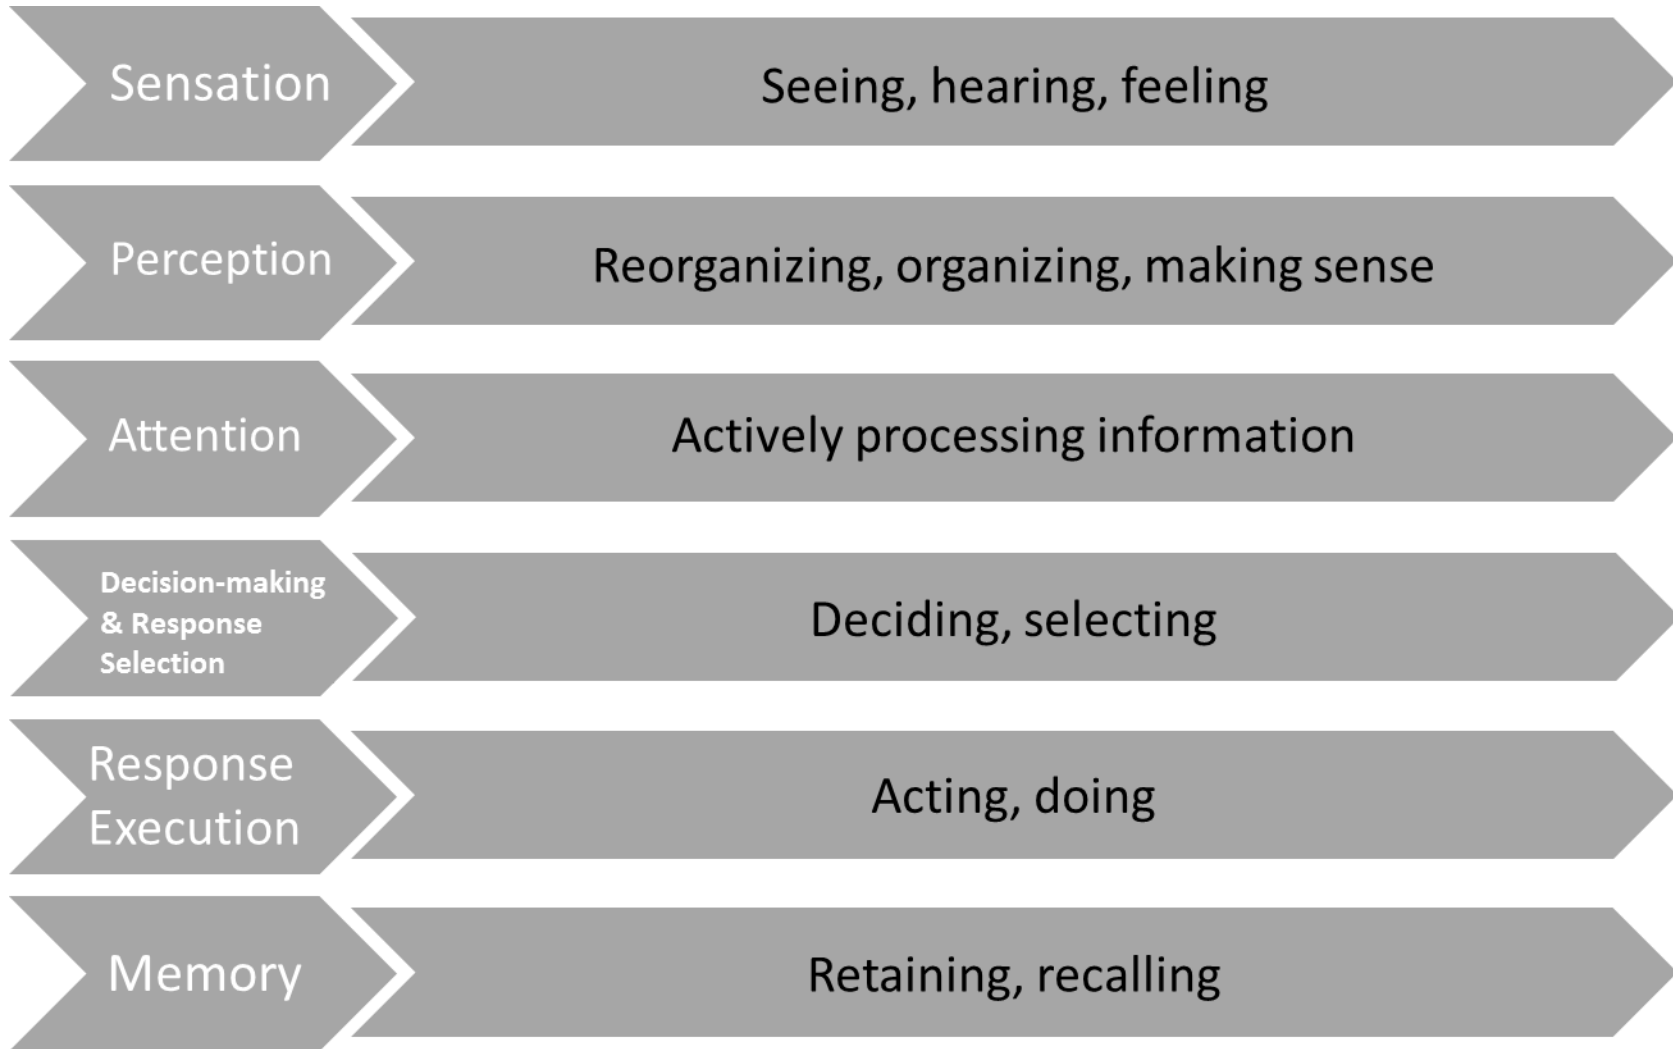 Sensation
Seeing, hearing, feeling
Perception
Reorganizing, organizing, making sense
Attention
Actively processing information
Decision-making
& Response
Selection
Deciding, selecting
Response
Execution
Acting, doing
Memory
Retaining, recalling